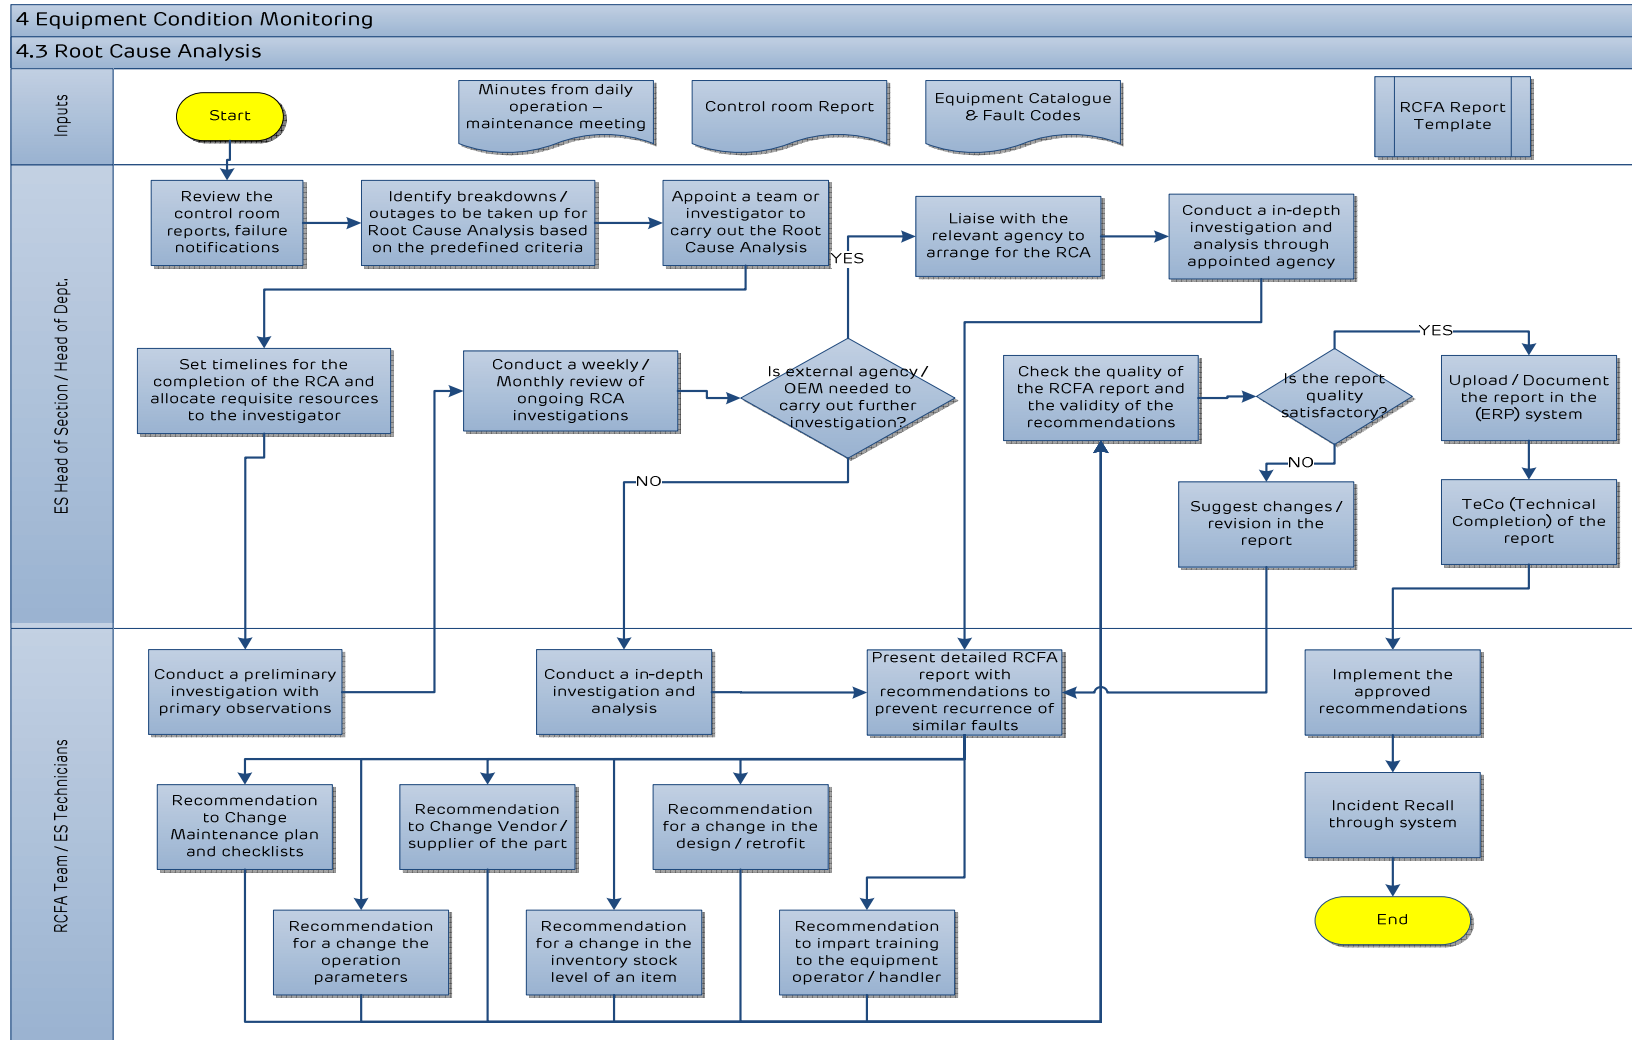 4 Equipment Condition Monitoring
4.3 Root Cause Analysis
Inputs
Start
Minutes from daily
operation –
maintenance meeting
Control room Report
Equipment Catalogue
& Fault Codes
RCFA Report
Template
ES Head of Section / Head of Dept.
Review the
control room
reports, failure
notifications
Identify breakdowns /
outages to be taken up for
Root Cause Analysis based
on the predefined criteria
Appoint a team or
investigator to
carry out the Root
Cause Analysis
YES
Liaise with the
relevant agency to
arrange for the RCA
Conduct a in-depth
investigation and
analysis through
appointed agency
Set timelines for the
completion of the RCA and
allocate requisite resources
to the investigator
Conduct a weekly /
Monthly review of
ongoing RCA
investigations
Is external agency /
OEM needed to
carry out further
investigation?
NO
Check the quality of
the RCFA report and
the validity of the
recommendations
Is the report
quality
satisfactory?
YES
NO
Upload / Document
the report in the
(ERP) system
Suggest changes /
revision in the
report
TeCo (Technical
Completion) of the
report
RCFA Team / ES Technicians
Conduct a preliminary
investigation with
primary observations
Conduct a in-depth
investigation and
analysis
Present detailed RCFA
report with
recommendations to
prevent recurrence of
similar faults
Implement the
approved
recommendations
Recommendation
to Change
Maintenance plan
and checklists
Recommendation
to Change Vendor /
supplier of the part
Recommendation
for a change in the
design / retrofit
Incident Recall
through system
Recommendation
for a change the
operation
parameters
Recommendation
for a change in the
inventory stock
level of an item
Recommendation
to impart training
to the equipment
operator / handler
End